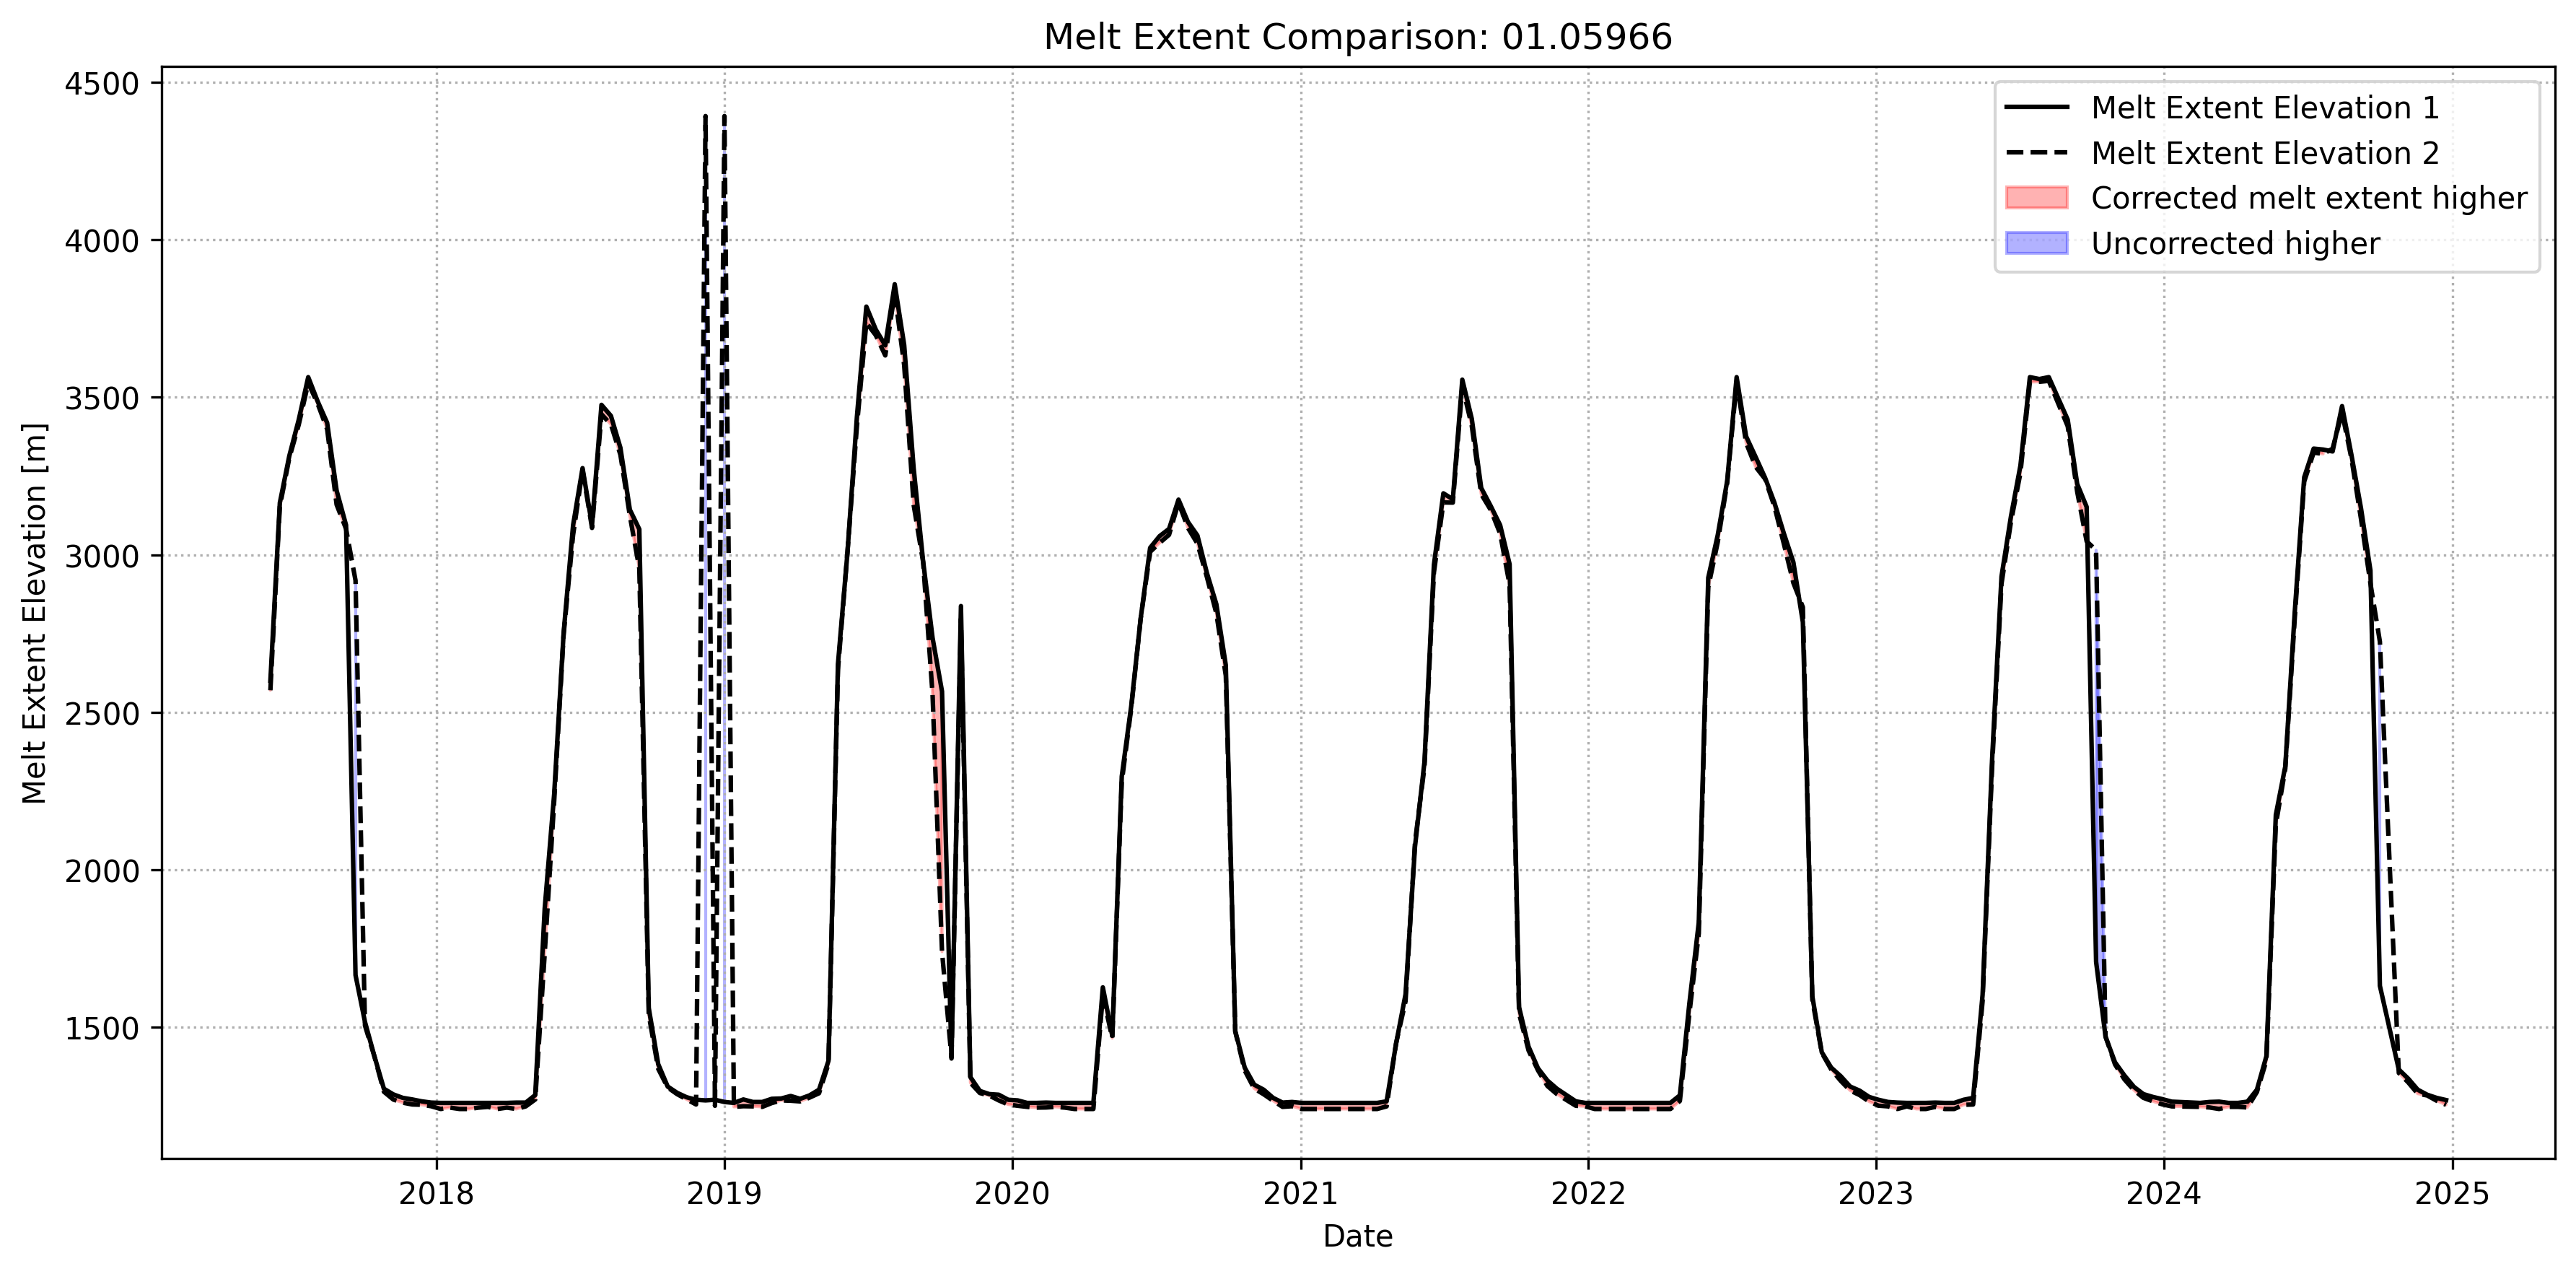 Melt Extent Comparison: 01.05966
4500
4000
3500
3000
2500
2000
1500
Melt Extent Elevation [m]
Melt Extent Elevation 1
Melt Extent Elevation 2
Corrected melt extent higher
Uncorrected higher
2018 2019 2020 2021 2022 2023 2024 2025
Date